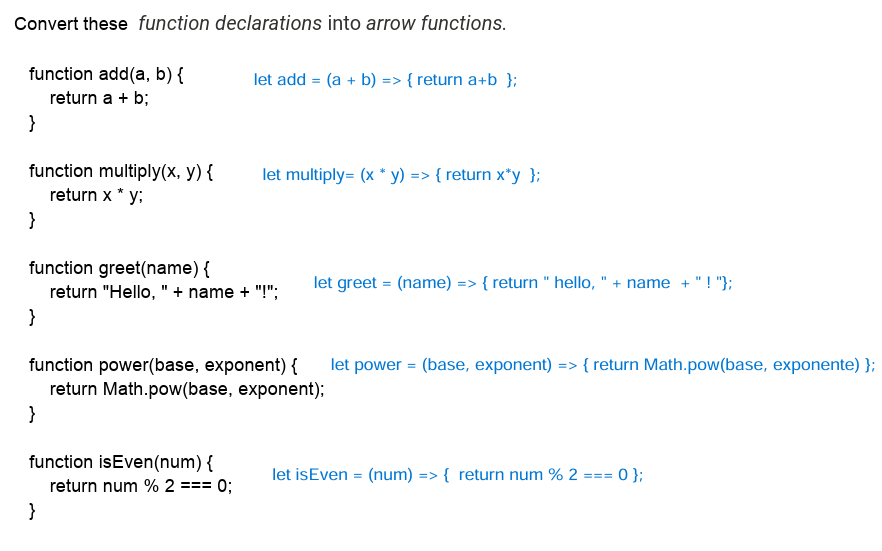 Convert these function declarations into arrow functions.
function add(a, b) { let add = (a + b) => { return a+b };
return a + b;
}
function multiply(x, y) { let multiply= (x * y) => { return x*y };
return x * y;
}
function greet(name) {
let greet = (name) => { return " hello, " + name + " ! "};
return "Hello, " + name + "!";
}
function power(base, exponent) { let power = (base, exponent) => { return Math.pow(base, exponente) };
return Math.pow(base, exponent);
}
function isEven(num) {
let isEven = (num) => { return num % 2 === 0 };
return num % 2 === 0;
}